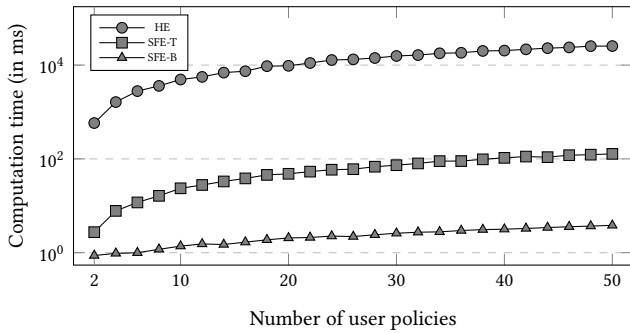 HE
SFE-T
SFE-B
Computation time (in ms)
10^4
10^2
10^0
2 10 20 30 40 50
Number of user policies